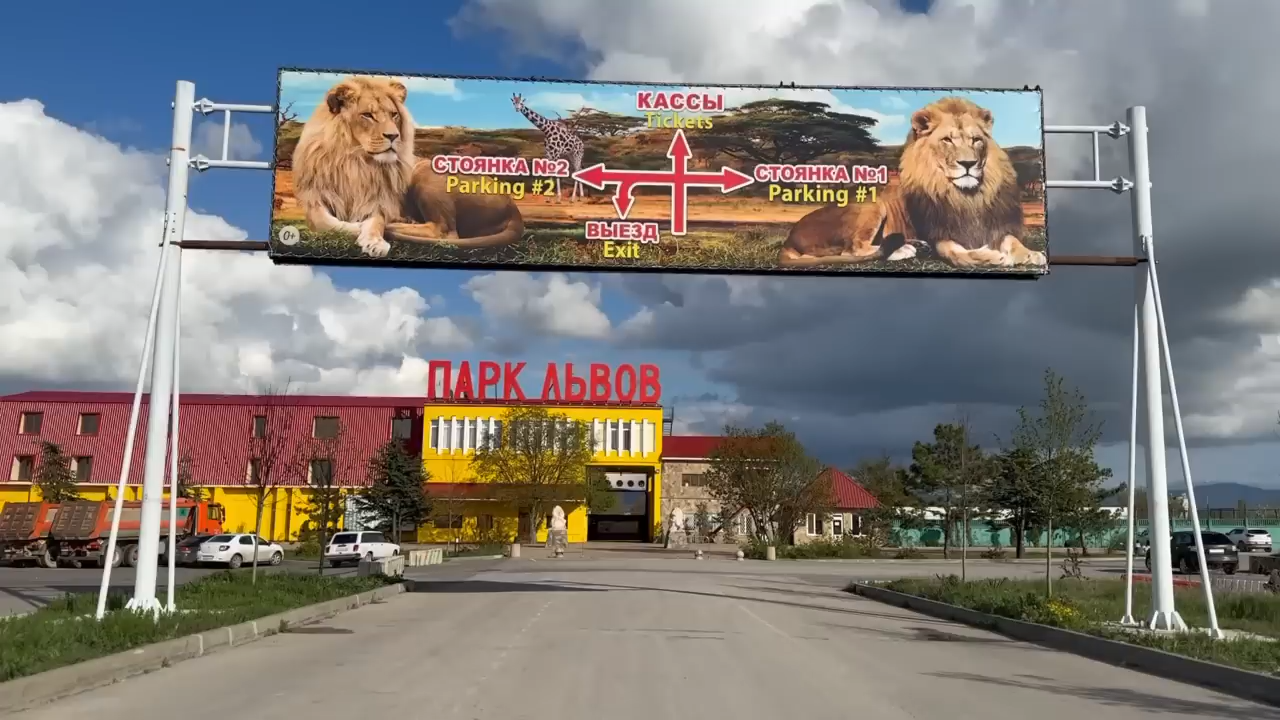 КАССЫ
Tickets
СТОЯНКА №2
Parking #2
СТОЯНКА №1
Parking #1
ВЫЕЗД
Exit
0+
ПАРК ЛЬВОВ